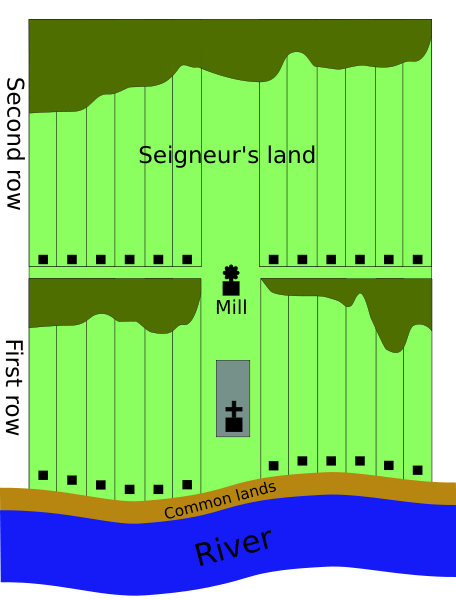 Second row
Seigneur's land
Mill
First row
Common lands
River